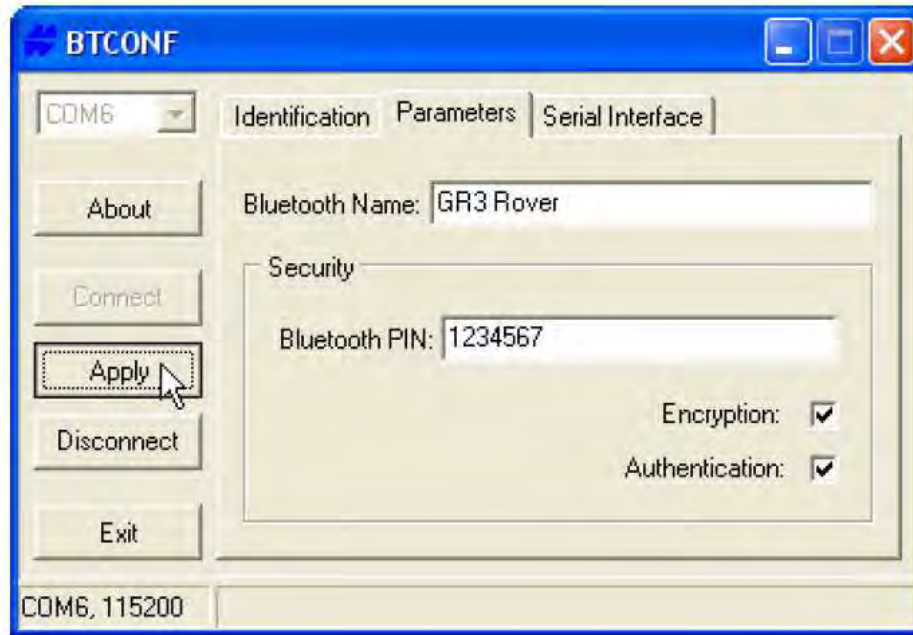 BTCONF
COM6
Identification
Parameters
Serial Interface
About
Bluetooth Name: GR3 Rover
Connect
Security
Bluetooth PIN: 1234567
Apply
Encryption:
Disconnect
Authentication:
Exit
COM6, 115200